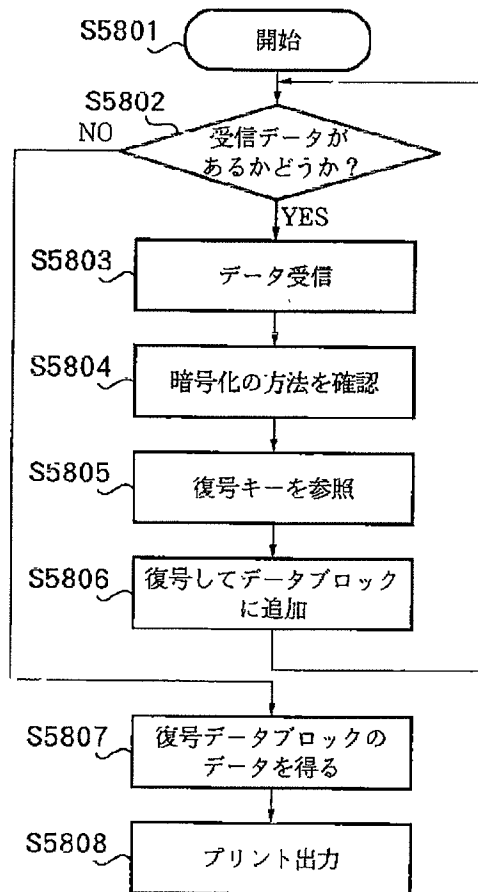 S5801
開始
S5802
NO
受信データが
あるかどうか？
YES
S5803
データ受信
S5804
暗号化の方法を確認
S5805
復号キーを参照
S5806
復号してデータブロック
に追加
S5807
復号データブロックの
データを得る
S5808
プリント出力